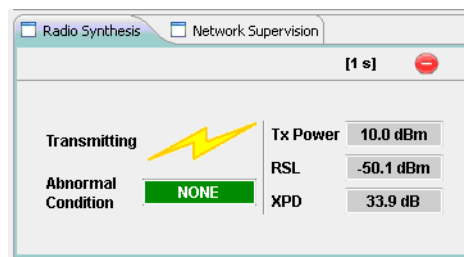 Radio Synthesis
Network Supervision
[1 s]
Transmitting
Tx Power 10.0 dBm
RSL -50.1 dBm
Abnormal
Condition
NONE
XPD 33.9 dB